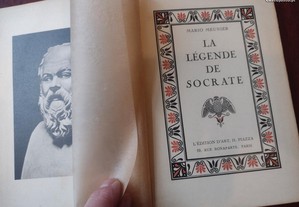 MARIO MEUNIER
LA
LÉGENDE
DE
SOCRATE
L'ÉDITION D'ART, H. PIAZZA
19, RUE BONAPARTE, PARIS